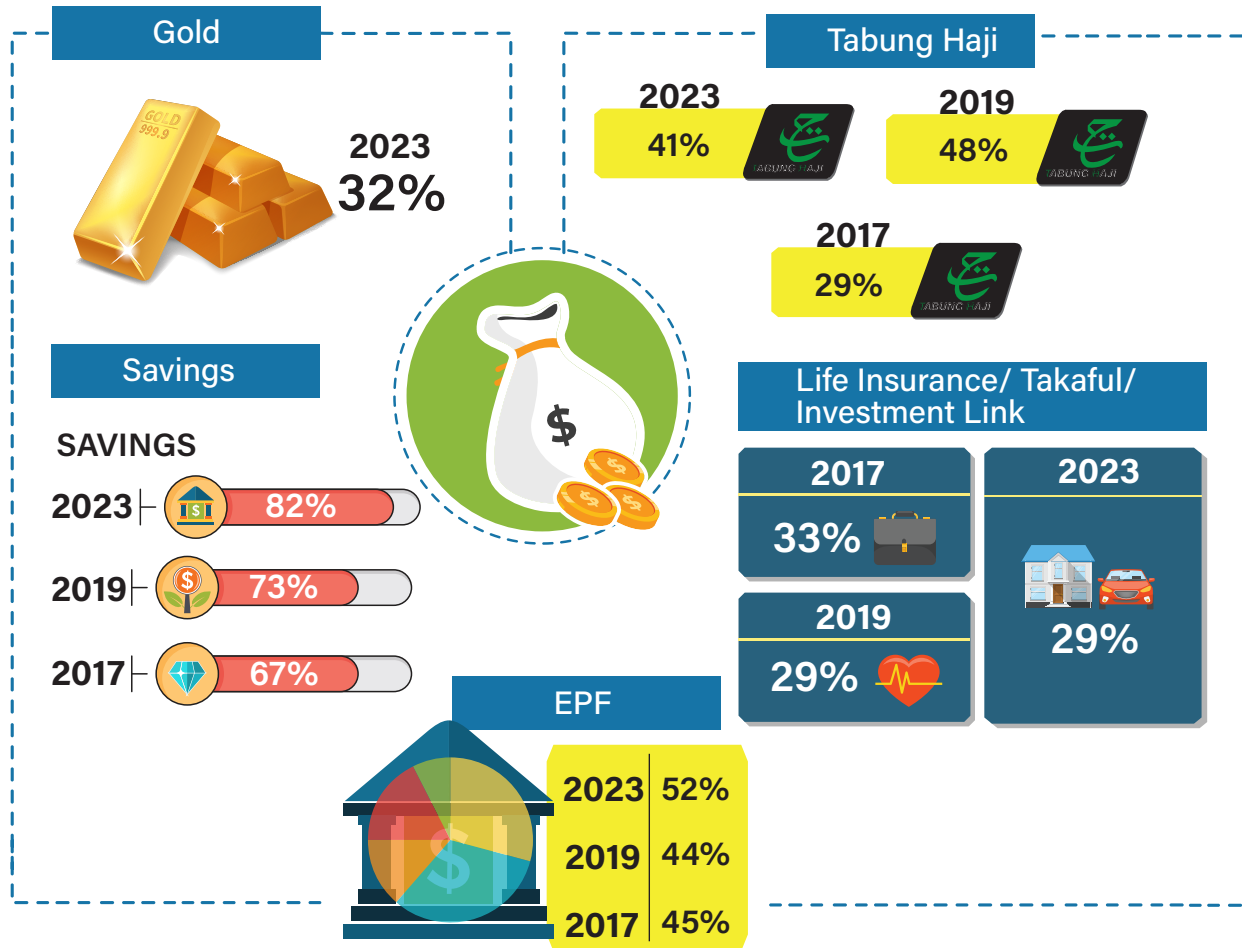 Gold
GOLD
999.9
2023
32%
Tabung Haji
2023
41%
TABUNG HAJI
2019
48%
TABUNG HAJI
2017
29%
TABUNG HAJI
Savings
SAVINGS
2023
$
82%
2019
$
73%
2017
67%
$
Life Insurance/ Takaful/
Investment Link
2017
33%
2019
29%
2023
29%
EPF
$
2023 52%
2019 44%
2017 45%